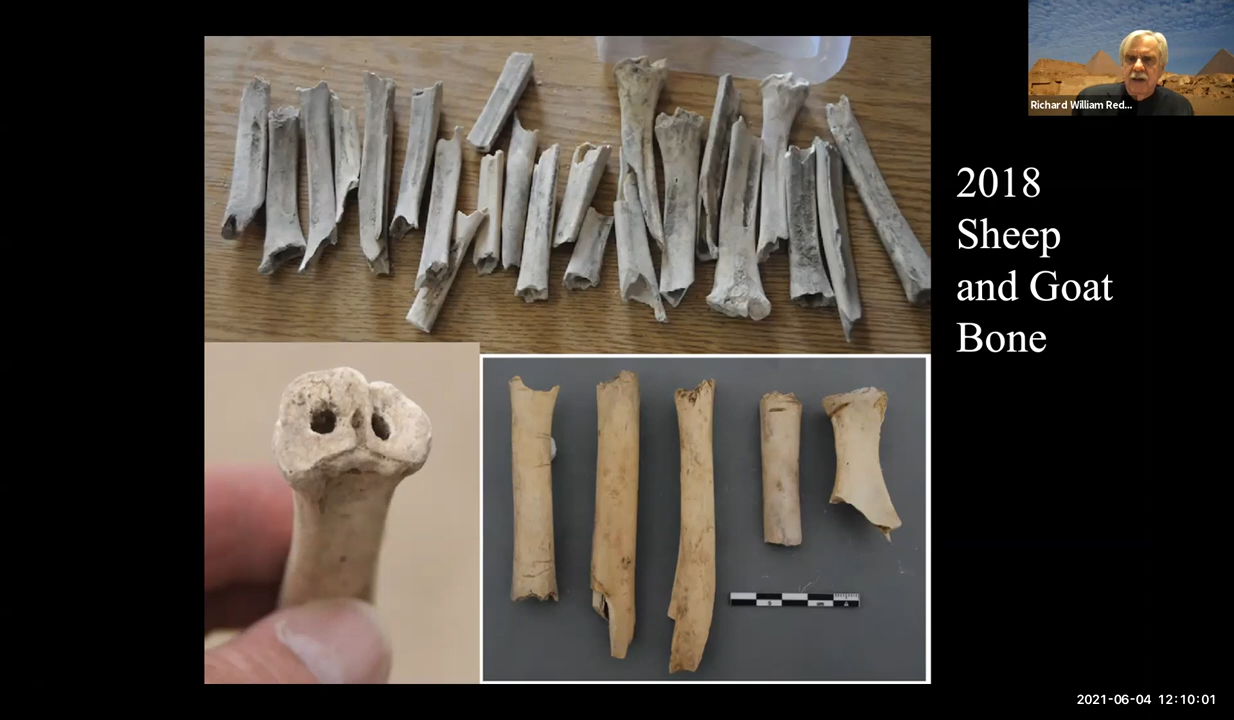 Richard William Red...
2018
Sheep
and Goat
Bone
2021-06-04 12:10:01